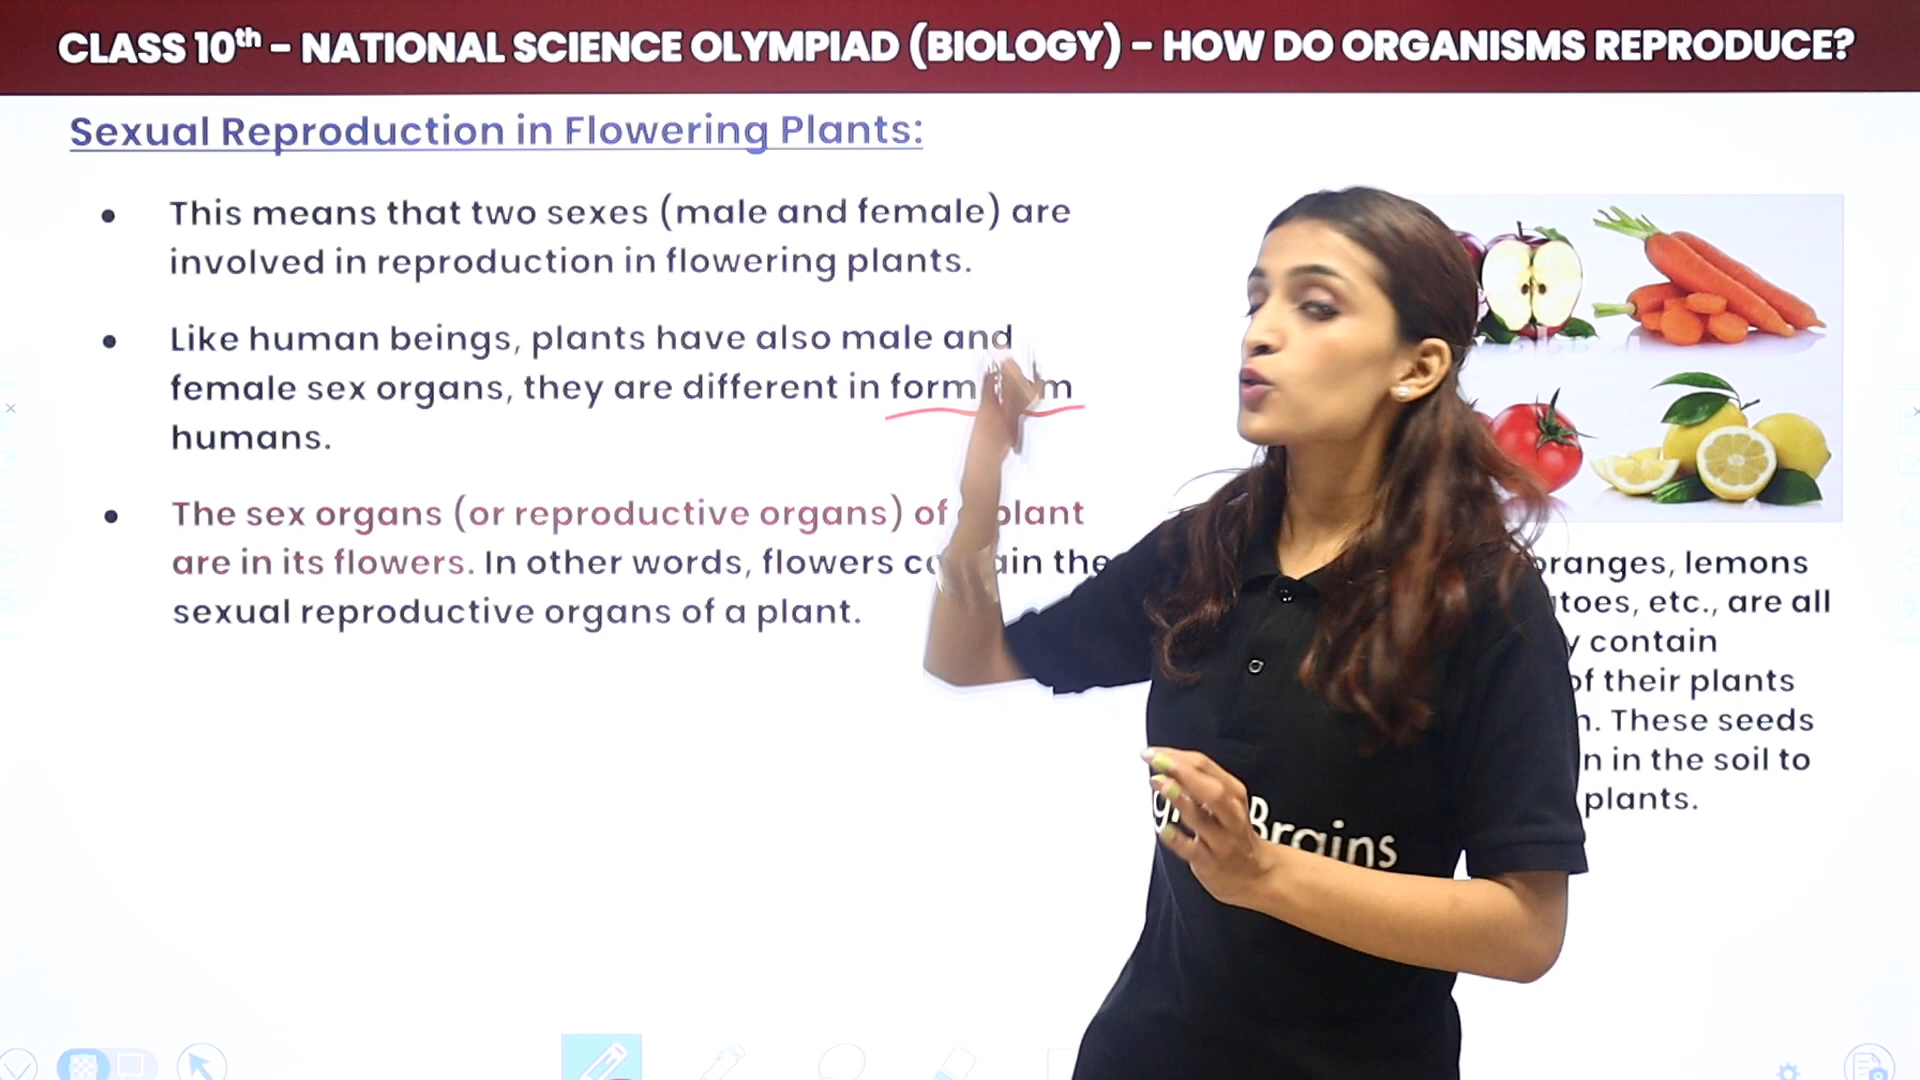 CLASS 10th – NATIONAL SCIENCE OLYMPIAD (BIOLOGY) – HOW DO ORGANISMS REPRODUCE?
Sexual Reproduction in Flowering Plants:
• This means that two sexes (male and female) are
involved in reproduction in flowering plants.
• Like human beings, plants have also male and
female sex organs, they are different in form
humans.
• The sex organs (or reproductive organs) of plant
are in its flowers. In other words, flowers the
sexual reproductive organs of a plant.
oranges, lemons
etc., are all
contain
of their plants
These seeds
in the soil to
plants.
Brains